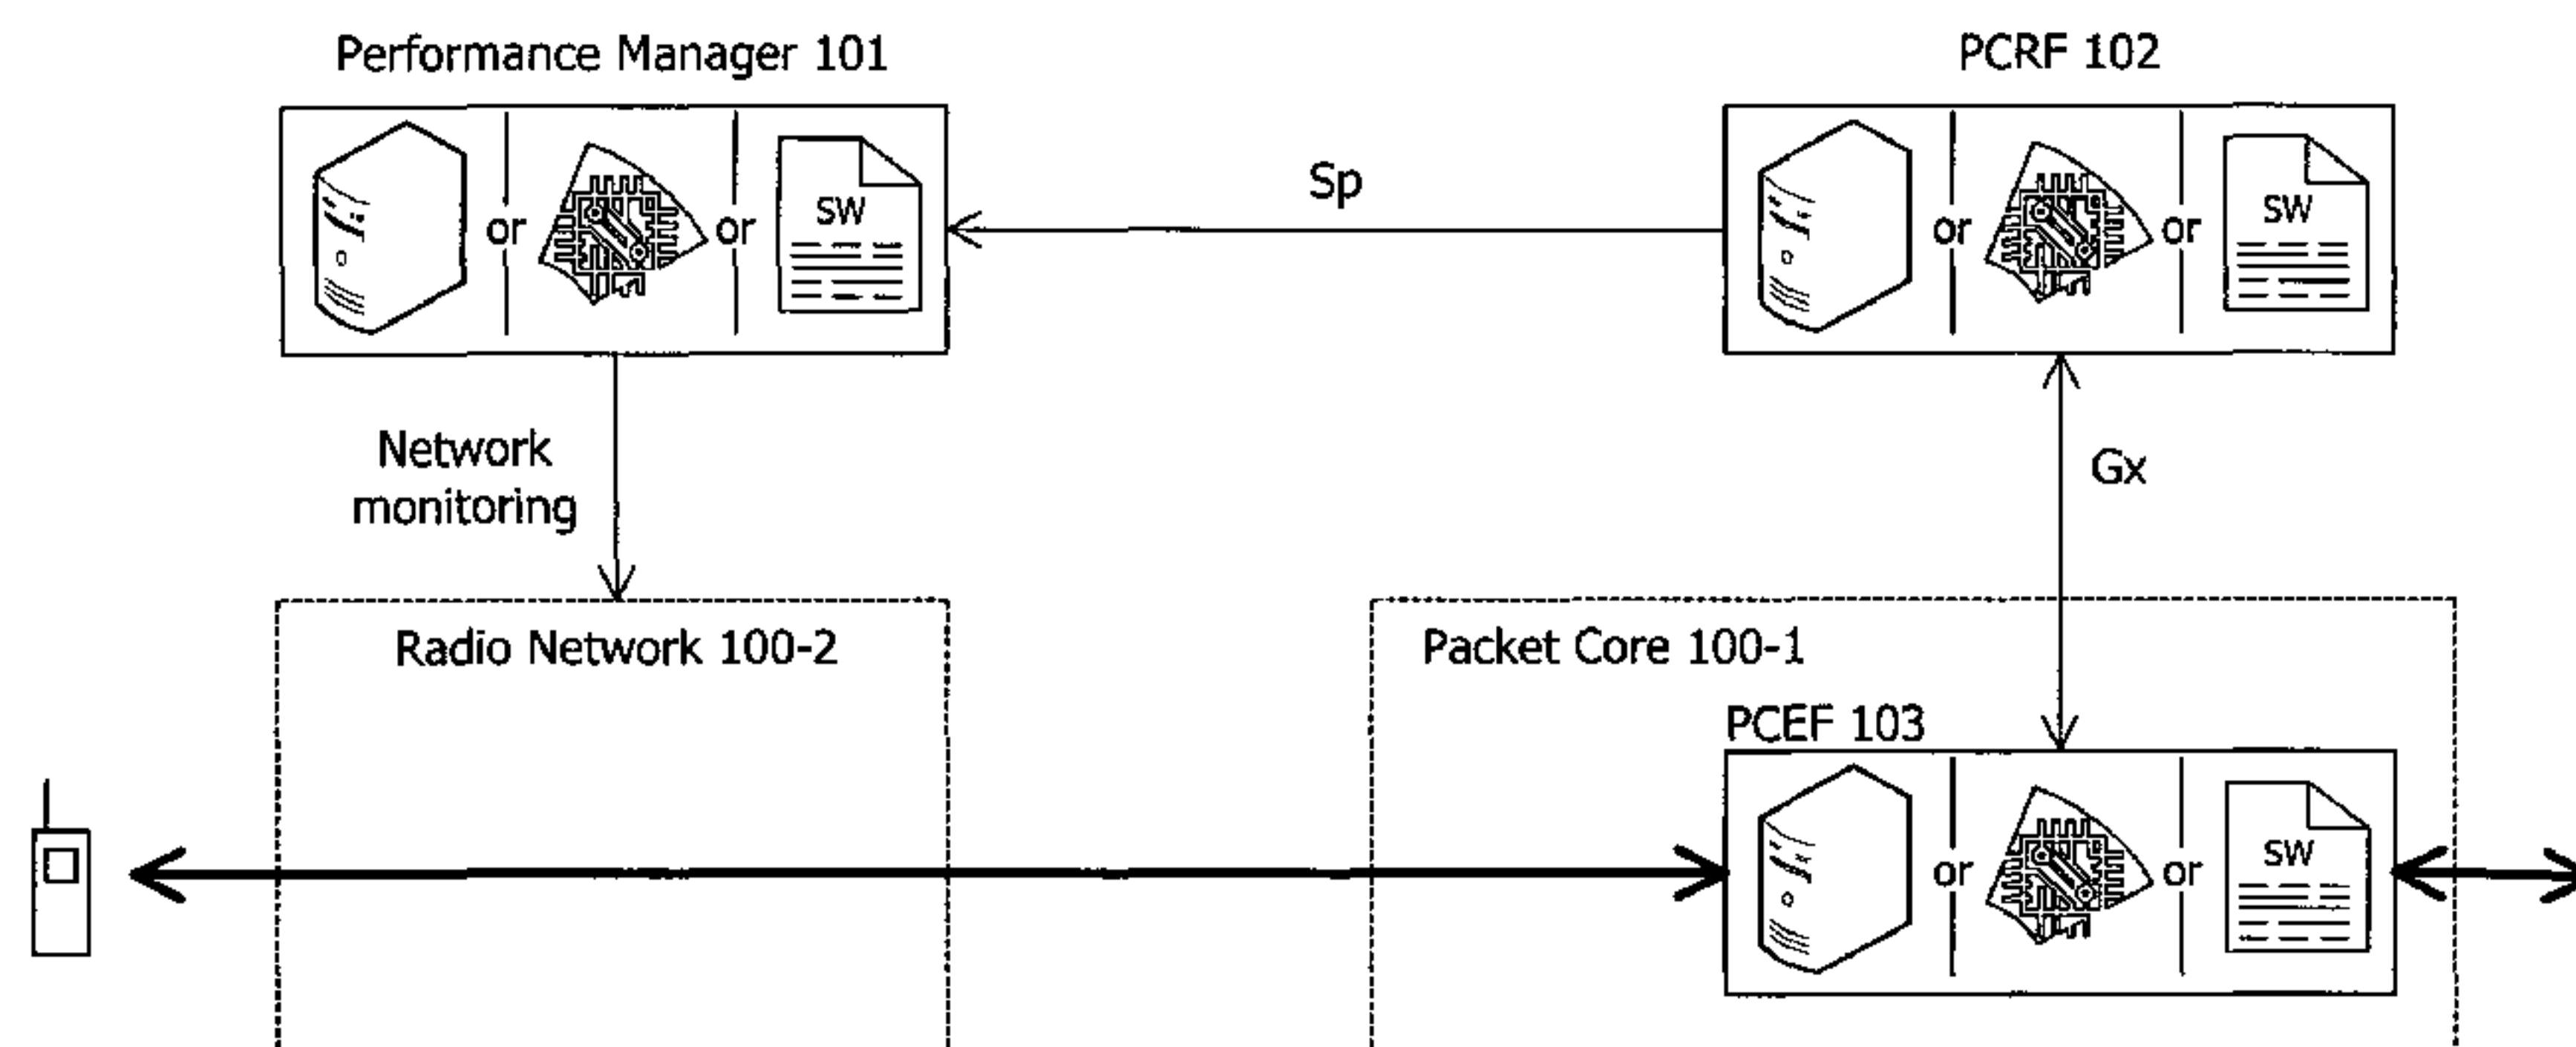 Performance Manager 101
PCRF 102
or or SW
Sp
or or SW
Network
monitoring
Gx
Radio Network 100-2
Packet Core 100-1
PCEF 103
or or SW